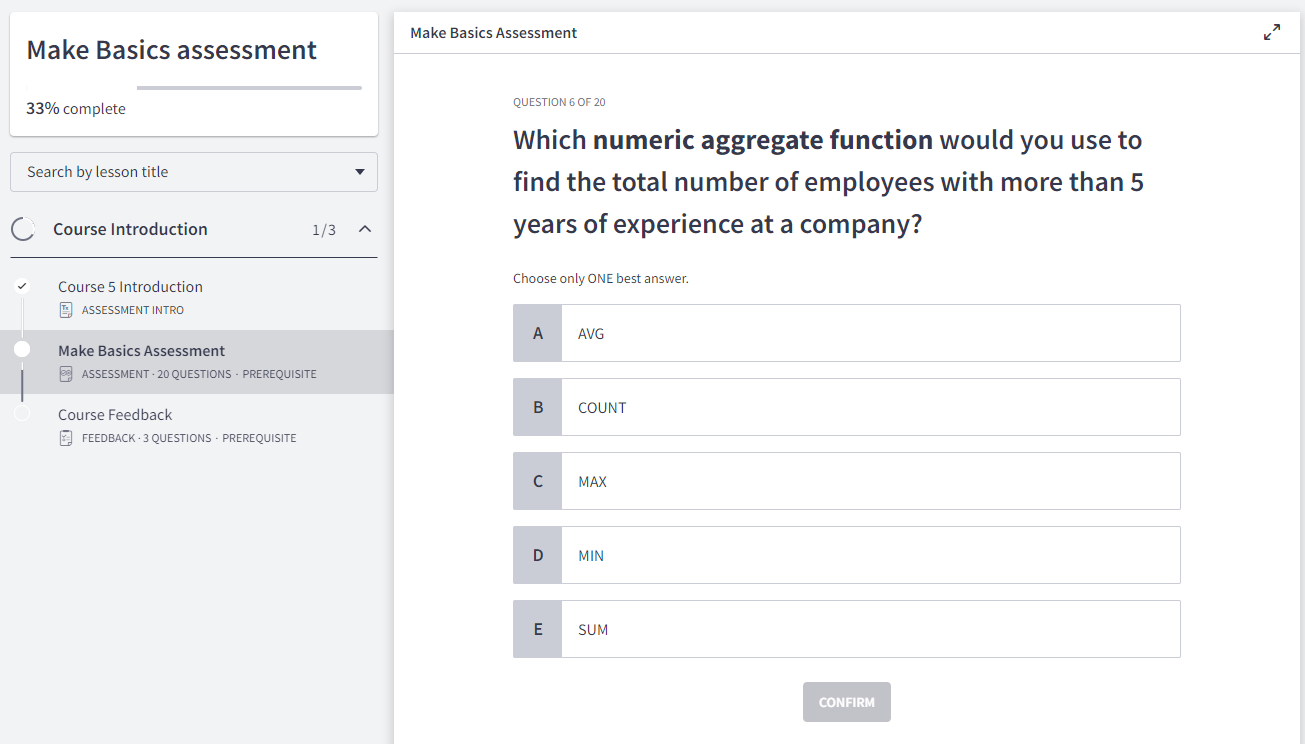 Make Basics assessment
33% complete
Search by lesson title
Course Introduction 1/3
Course 5 Introduction
ASSESSMENT INTRO
Make Basics Assessment
ASSESSMENT · 20 QUESTIONS · PREREQUISITE
Course Feedback
FEEDBACK · 3 QUESTIONS · PREREQUISITE
Make Basics Assessment
QUESTION 6 OF 20
Which numeric aggregate function would you use to
find the total number of employees with more than 5
years of experience at a company?
Choose only ONE best answer.
A AVG
B COUNT
C MAX
D MIN
E SUM
CONFIRM